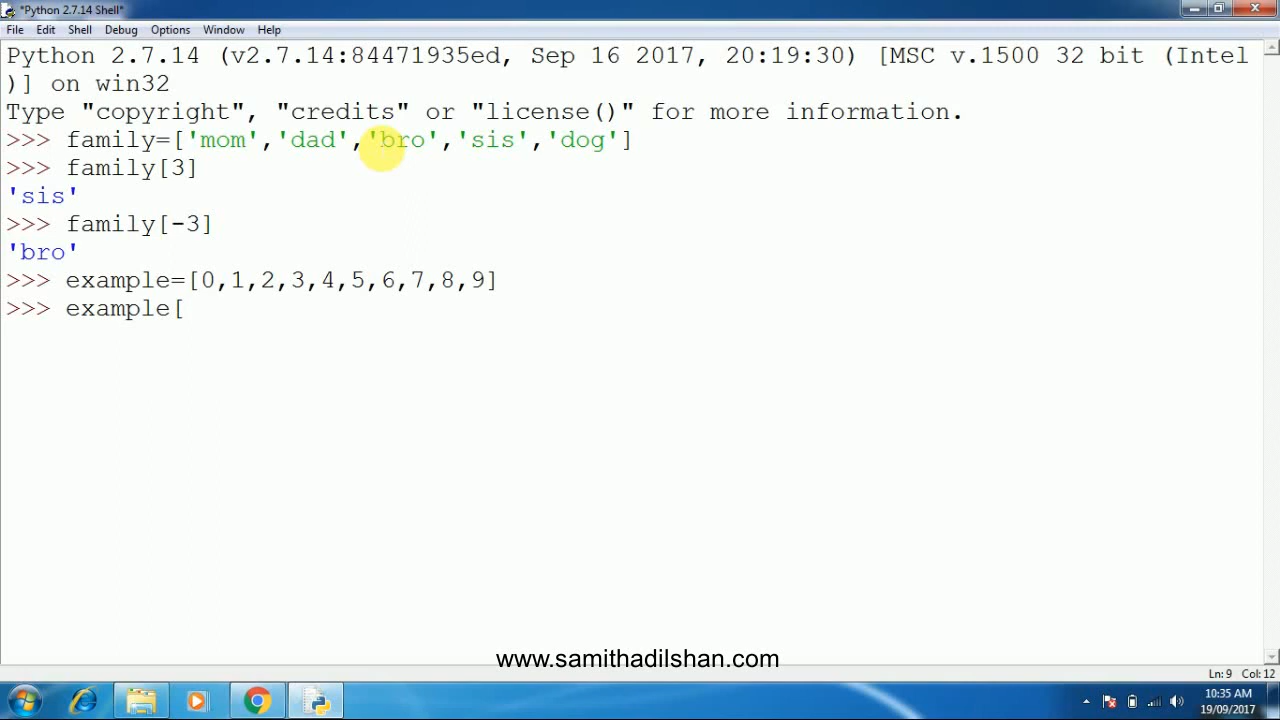 *Python 2.7.14 Shell*
File Edit Shell Debug Options Window Help
Python 2.7.14 (v2.7.14:84471935ed, Sep 16 2017, 20:19:30) [MSC v.1500 32 bit (Intel
)] on win32
Type "copyright", "credits" or "license()" for more information.
>>> family=['mom','dad','bro','sis','dog']
>>> family[3]
'sis'
>>> family[-3]
'bro'
>>> example=[0,1,2,3,4,5,6,7,8,9]
>>> example[
www.samithadilshan.com
Ln: 9 Col: 12
10:35 AM
19/09/2017